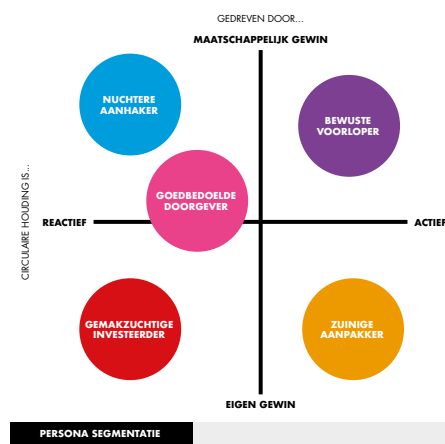 GEDREVEN DOOR...
MAATSCHAPPELIJK GEWIN
NUCHTERE
AANHAKER
BEWUSTE
VOORLOPER
GOEDBEDOELDE
DOORGEVER
CIRCULAIRE HOUDING IS...
REACTIEF
ACTIEF
GEMAKZUCHTIGE
INVESTEERDER
ZUINIGE
AANPAKKER
EIGEN GEWIN
PERSONA SEGMENTATIE